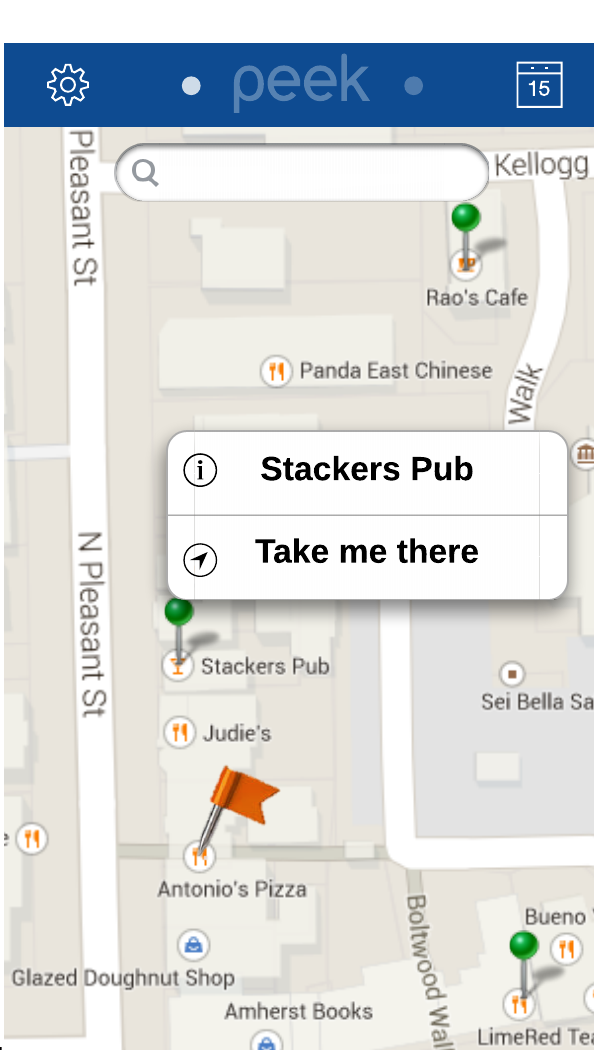 peek
15
Pleasant St
Kellogg
Rao's Cafe
Panda East Chinese
Walk
i Stackers Pub
Take me there
N Pleasant St
Stackers Pub
Sei Bella Sa
Judie's
e
Antonio's Pizza
Boltwood Wal
Bueno
Glazed Doughnut Shop
Amherst Books
LimeRed Tea